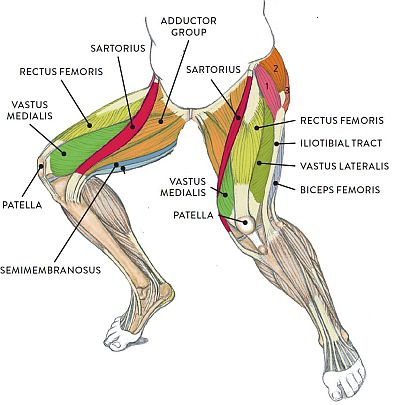 ADDUCTOR
GROUP
SARTORIUS
RECTUS FEMORIS
VASTUS
MEDIALIS
PATELLA
SEMIMEMBRANOSUS
SARTORIUS
2
1
3
RECTUS FEMORIS
ILIOTIBIAL TRACT
VASTUS LATERALIS
BICEPS FEMORIS
VASTUS
MEDIALIS
PATELLA